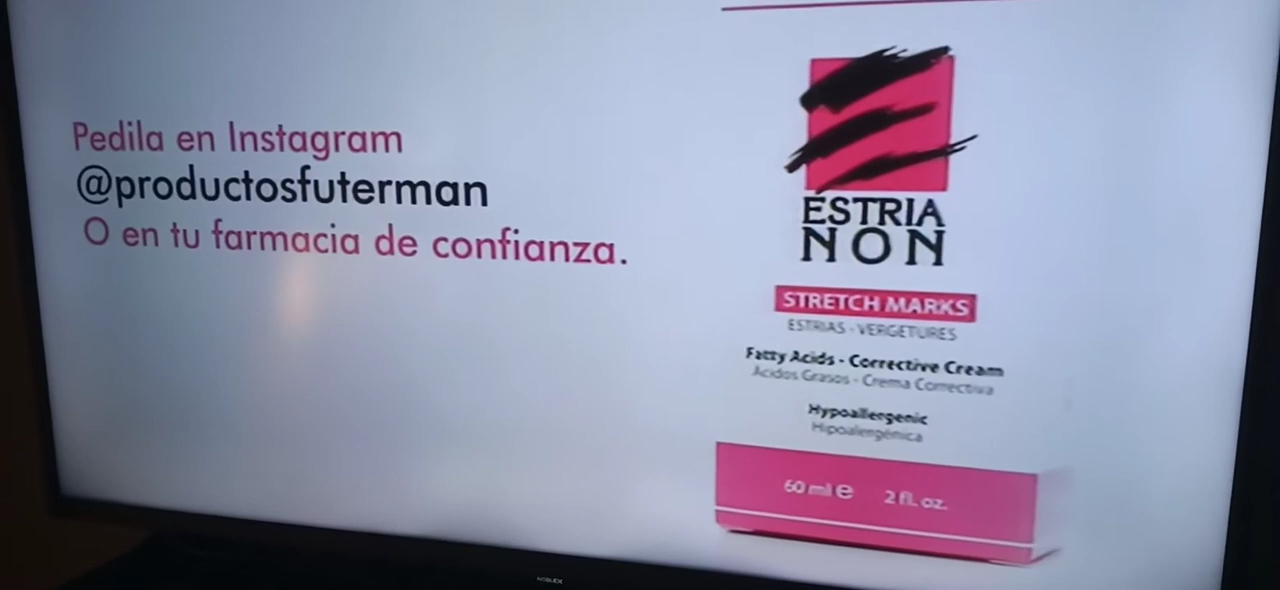 Pedila en Instagram
@productosfuterman
O en tu farmacia de confianza.
ESTRIA
NON
STRETCH MARKS
ESTRIAS - VERGETURES
Fatty Acids - Corrective Cream
Acidos Grasos - Crema Correctiva
Hypoallergenic
Hipoalergénica
60 ml e 2 fl. oz.
NOBLEX